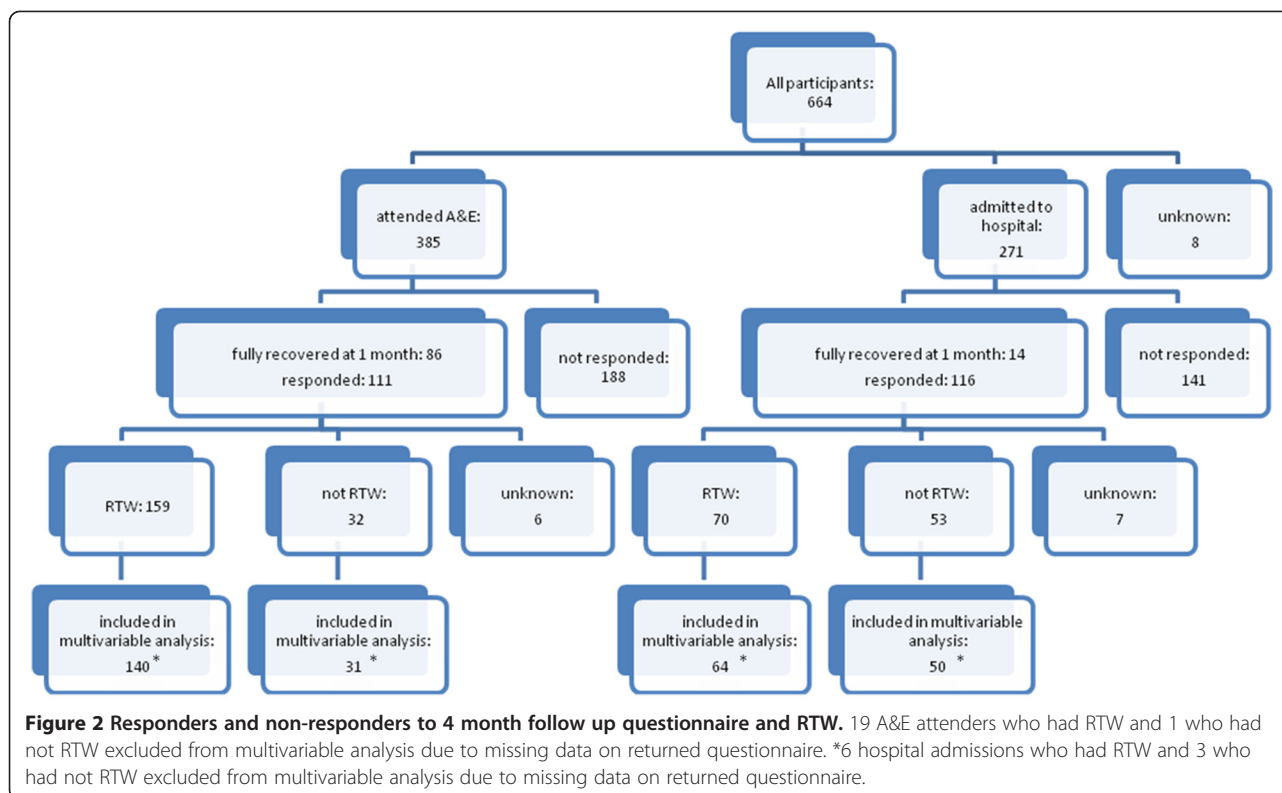 All participants:
664
attended A&E:
385
admitted to
hospital:
271
unknown:
8
fully recovered at 1 month: 86
responded: 111
not responded:
188
fully recovered at 1 month: 14
responded: 116
not responded:
141
RTW: 159
not RTW:
32
unknown:
6
RTW:
70
not RTW:
53
unknown:
7
included in
multivariable analysis:
140 *
included in
multivariable analysis:
31 *
included in
multivariable analysis:
64 *
included in multivariable
analysis:
50 *
Figure 2 Responders and non-responders to 4 month follow up questionnaire and RTW. 19 A&E attenders who had RTW and 1 who had
not RTW excluded from multivariable analysis due to missing data on returned questionnaire. *6 hospital admissions who had RTW and 3 who
had not RTW excluded from multivariable analysis due to missing data on returned questionnaire.